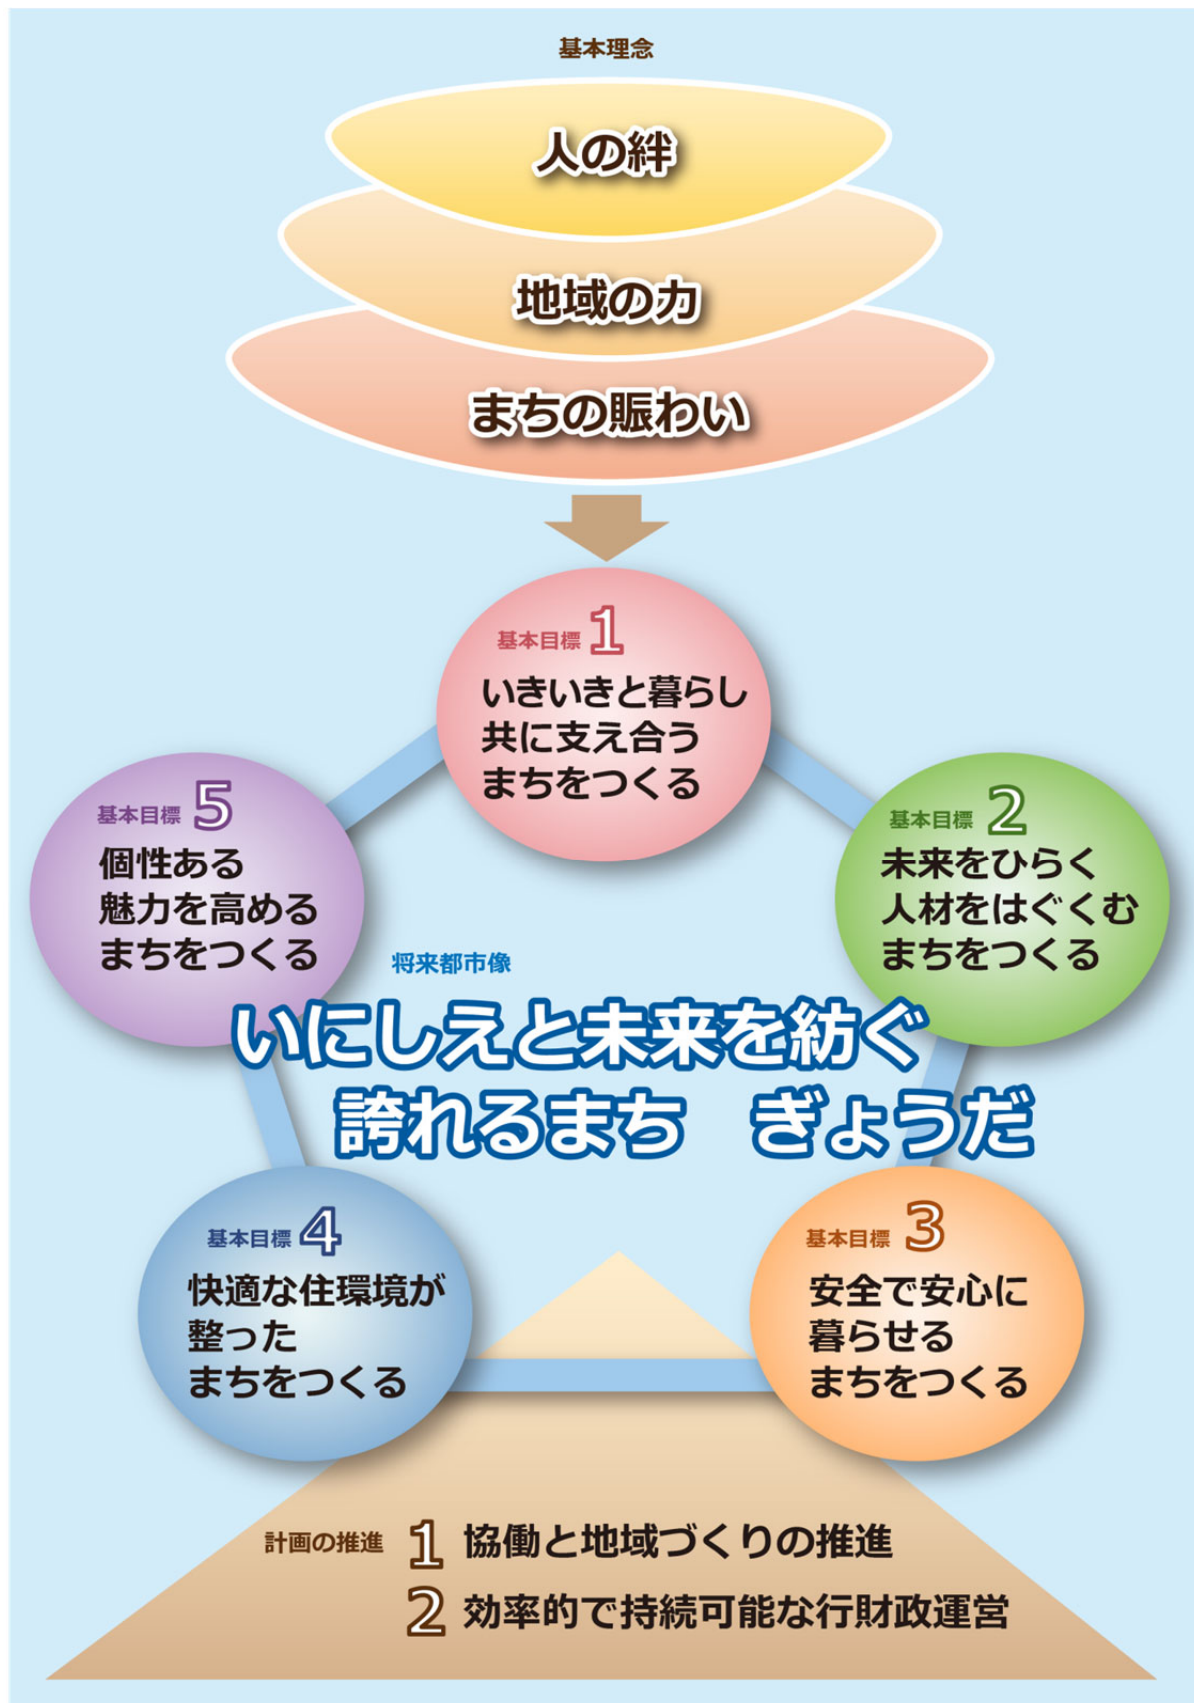 基本理念
人の絆
地域の力
まちの賑わい
基本目標 1
いきいきと暮らし
共に支え合う
まちをつくる
基本目標 2
未来をひらく
人材をはぐくむ
まちをつくる
基本目標 5
個性ある
魅力を高める
まちをつくる
将来都市像
いにしえと未来を紡ぐ
誇れるまち　ぎょうだ
基本目標 4
快適な住環境が
整った
まちをつくる
基本目標 3
安全で安心に
暮らせる
まちをつくる
計画の推進 1 協働と地域づくりの推進
2 効率的で持続可能な行財政運営